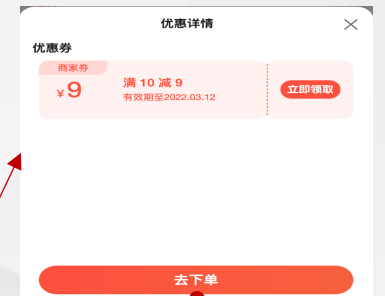 优惠详情
优惠券
商家券
¥9
满 10 减 9
有效期至2022.03.12
立即领取
去下单